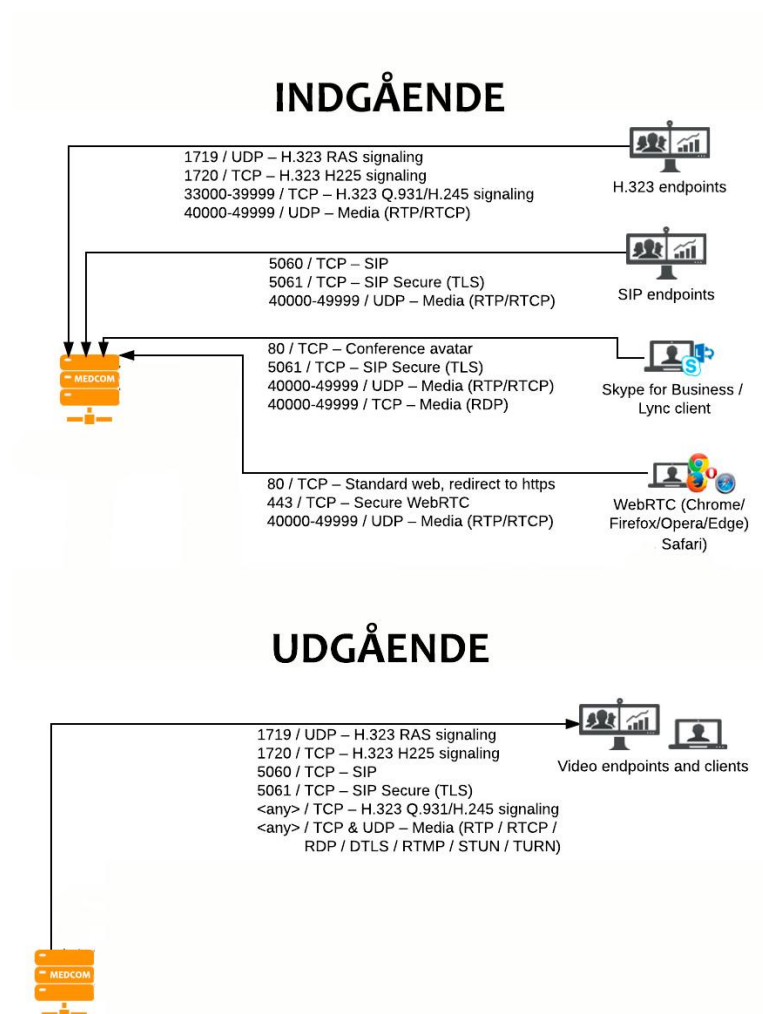 INDGÅENDE
1719 / UDP – H.323 RAS signaling
1720 / TCP – H.323 H225 signaling
33000-39999 / TCP – H.323 Q.931/H.245 signaling
40000-49999 / UDP – Media (RTP/RTCP)
H.323 endpoints
5060 / TCP – SIP
5061 / TCP – SIP Secure (TLS)
40000-49999 / UDP – Media (RTP/RTCP)
SIP endpoints
80 / TCP – Conference avatar
5061 / TCP – SIP Secure (TLS)
40000-49999 / UDP – Media (RTP/RTCP)
40000-49999 / TCP – Media (RDP)
S
Skype for Business /
Lync client
MEDCOM
80 / TCP – Standard web, redirect to https
443 / TCP – Secure WebRTC
40000-49999 / UDP – Media (RTP/RTCP)
WebRTC (Chrome/
Firefox/Opera/Edge)
Safari)
UDGÅENDE
1719 / UDP – H.323 RAS signaling
1720 / TCP – H.323 H225 signaling
5060 / TCP – SIP
5061 / TCP – SIP Secure (TLS)
<any> / TCP – H.323 Q.931/H.245 signaling
<any> / TCP & UDP – Media (RTP / RTCP /
RDP / DTLS / RTMP / STUN / TURN)
Video endpoints and clients
MEDCOM